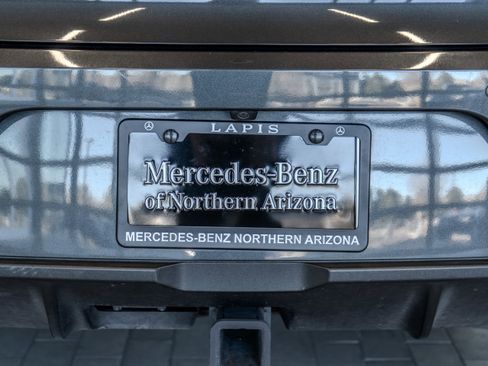 LAPIS
Mercedes-Benz
of Northern Arizona
MERCEDES-BENZ NORTHERN ARIZONA